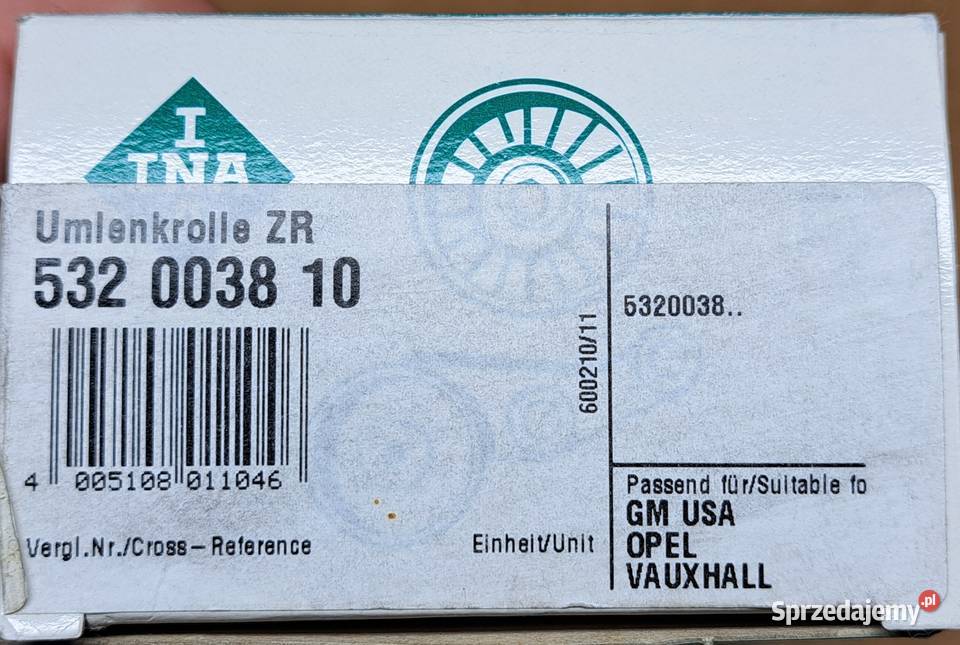 I
INA
Umlenkrolle ZR
532 0038 10
5320038..
600210/11
4 005108 011046
Passend für/Suitable fo
GM USA
OPEL
VAUXHALL
Vergl.Nr./Cross-Reference
Einheit/Unit
Sprzedajemy.pl